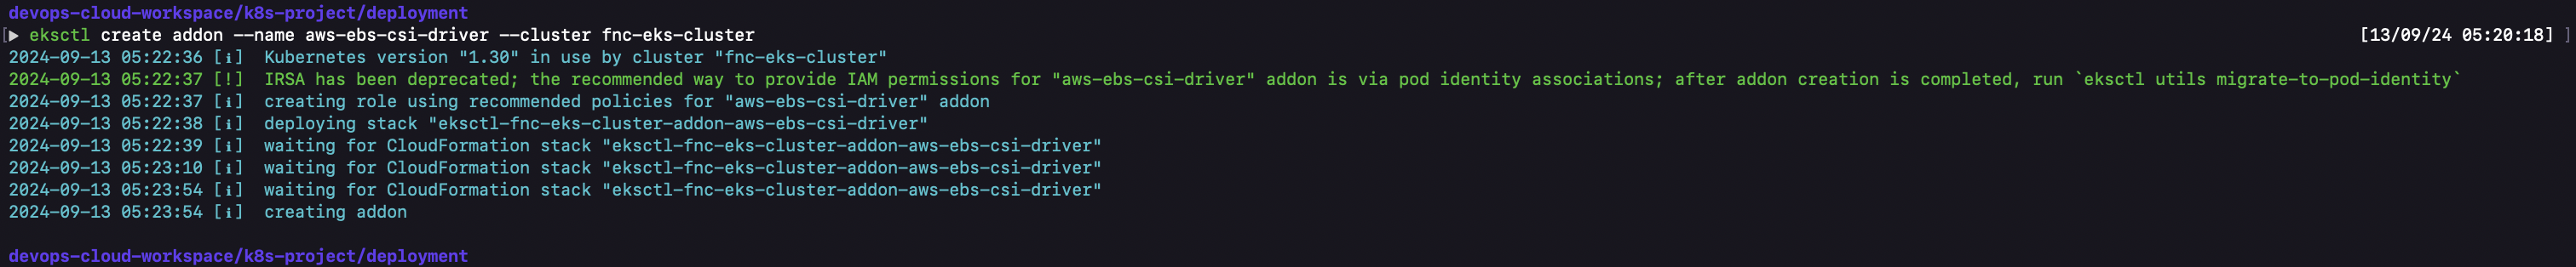 devops-cloud-workspace/k8s-project/deployment
[▶ eksctl create addon --name aws-ebs-csi-driver --cluster fnc-eks-cluster [13/09/24 05:20:18] ]
2024-09-13 05:22:36 [ℹ]  Kubernetes version "1.30" in use by cluster "fnc-eks-cluster"
2024-09-13 05:22:37 [!]  IRSA has been deprecated; the recommended way to provide IAM permissions for "aws-ebs-csi-driver" addon is via pod identity associations; after addon creation is completed, run `eksctl utils migrate-to-pod-identity`
2024-09-13 05:22:37 [ℹ]  creating role using recommended policies for "aws-ebs-csi-driver" addon
2024-09-13 05:22:38 [ℹ]  deploying stack "eksctl-fnc-eks-cluster-addon-aws-ebs-csi-driver"
2024-09-13 05:22:39 [ℹ]  waiting for CloudFormation stack "eksctl-fnc-eks-cluster-addon-aws-ebs-csi-driver"
2024-09-13 05:23:10 [ℹ]  waiting for CloudFormation stack "eksctl-fnc-eks-cluster-addon-aws-ebs-csi-driver"
2024-09-13 05:23:54 [ℹ]  waiting for CloudFormation stack "eksctl-fnc-eks-cluster-addon-aws-ebs-csi-driver"
2024-09-13 05:23:54 [ℹ]  creating addon
devops-cloud-workspace/k8s-project/deployment